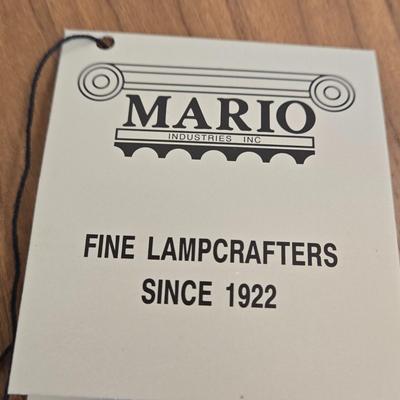 MARIO
INDUSTRIES INC
FINE LAMPCRAFTERS
SINCE 1922